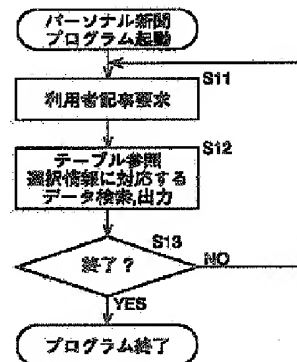 パーソナル新聞
プログラム起動
S11
利用者記事要求
S12
テーブル参照
選択情報に対応する
データ検索,出力
S13
終了?
NO
YES
プログラム終了